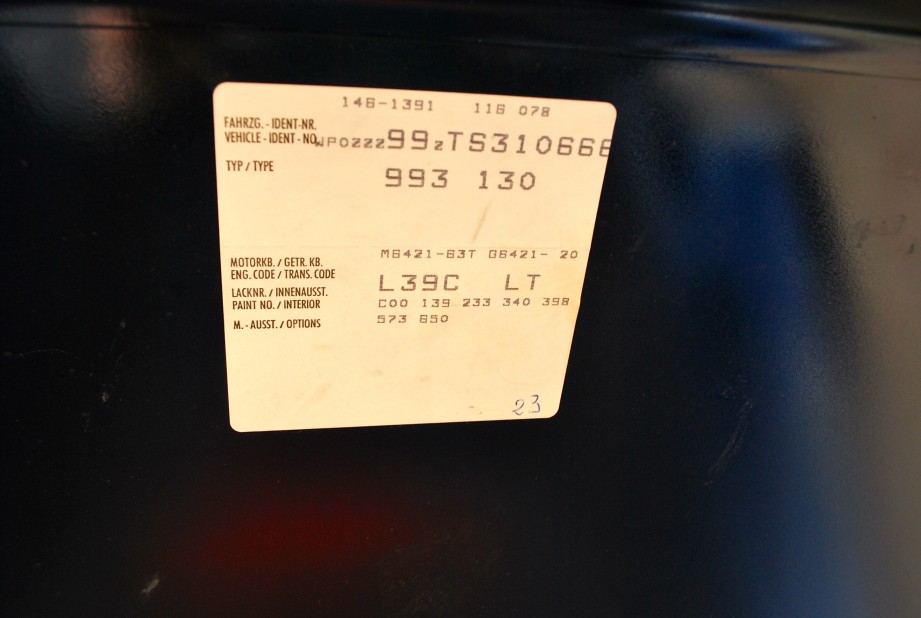 146-1391 116 078
FAHRZG. - IDENT-NR.
VEHICLE - IDENT - NO. WP0ZZZ99ZTS310666
TYP / TYPE 993 130
MOTORKB. / GETR. KB. M6421-63T G6421- 20
ENG. CODE / TRANS. CODE
LACKNR. / INNENAUSST. L39C LT
PAINT NO. / INTERIOR C00 139 233 340 398
M. - AUSST. / OPTIONS 573 650
23